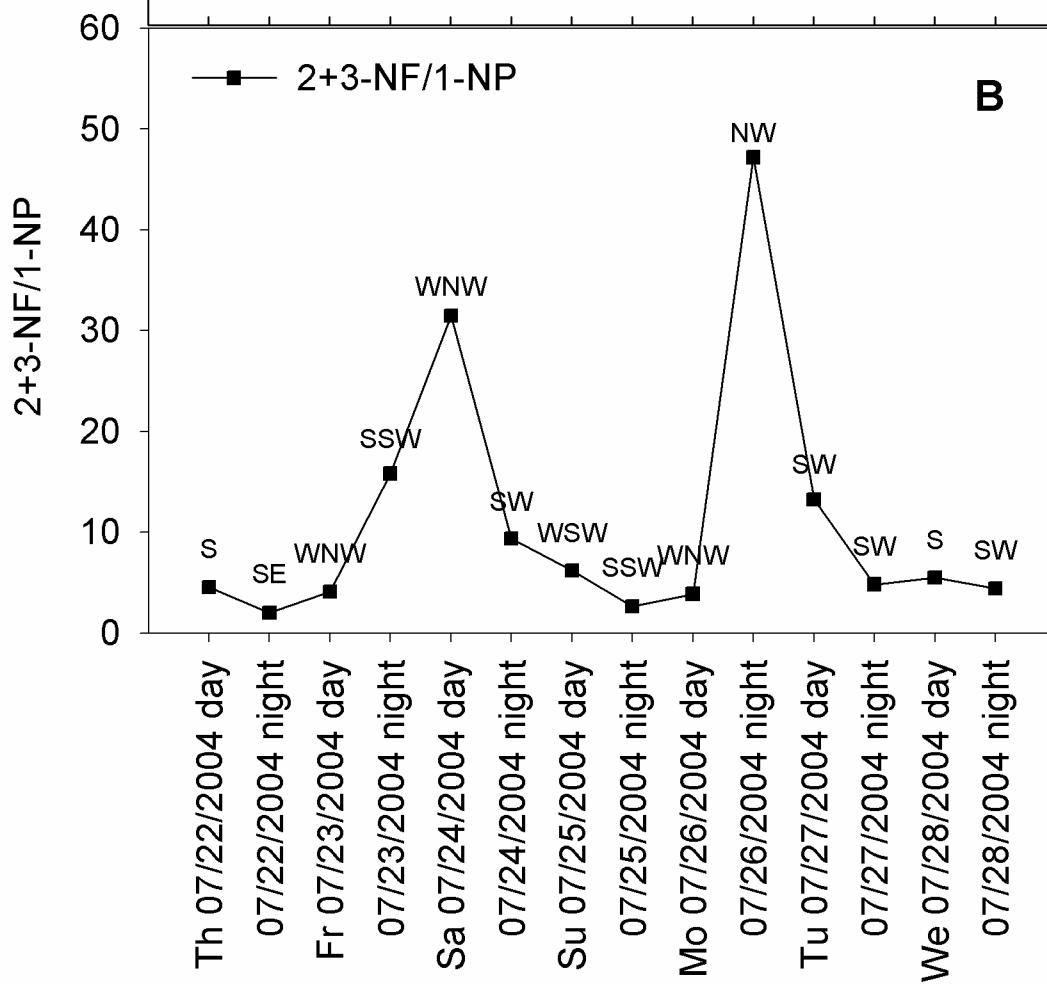 60
2+3-NF/1-NP
B
50
NW
40
WNW
30
2+3-NF/1-NP
20
SSW
SW
10
SW
WSW
S
SE
WNW
SSW
WNW
SW
S
SW
0
Th 07/22/2004 day
07/22/2004 night
Fr 07/23/2004 day
07/23/2004 night
Sa 07/24/2004 day
07/24/2004 night
Su 07/25/2004 day
07/25/2004 night
Mo 07/26/2004 day
07/26/2004 night
Tu 07/27/2004 day
07/27/2004 night
We 07/28/2004 day
07/28/2004 night